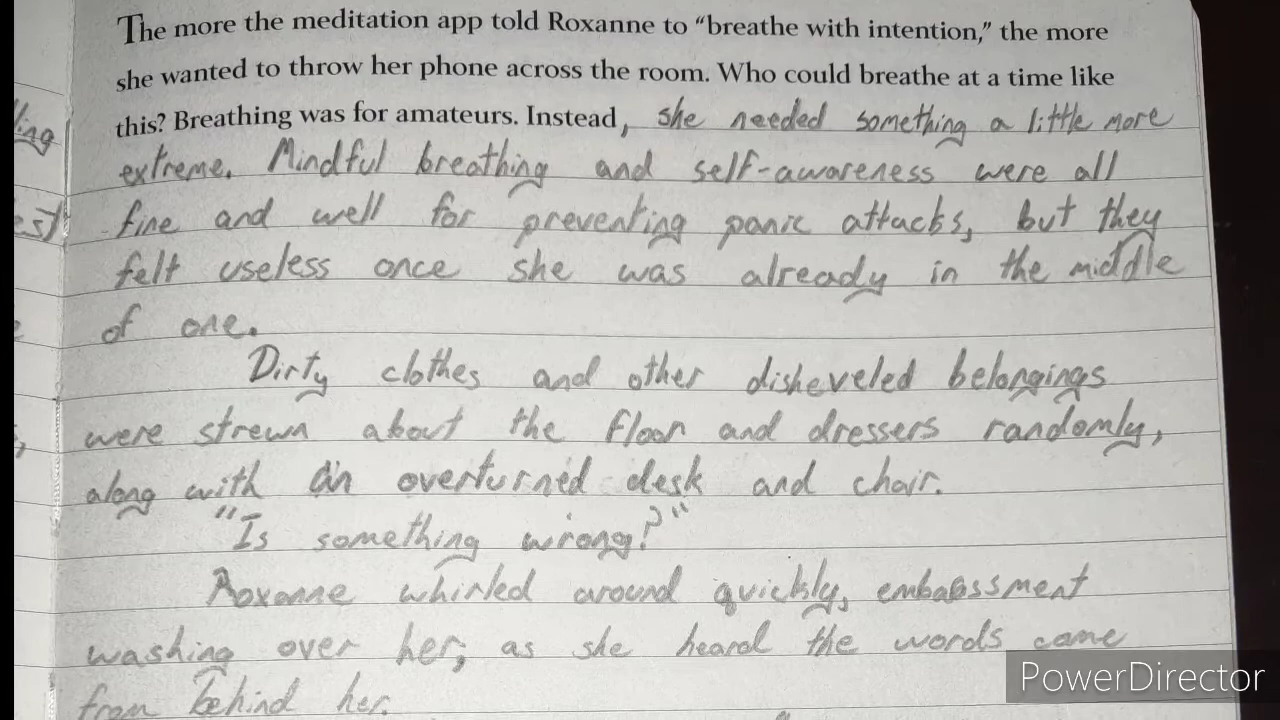 The more the meditation app told Roxanne to “breathe with intention,” the more
she wanted to throw her phone across the room. Who could breathe at a time like
ling
this? Breathing was for amateurs. Instead, she needed something a little more
extreme. Mindful breathing and self-awareness were all
fine and well for preventing panic attacks, but they
felt useless once she was already in the middle
of one.
Dirty clothes and other disheveled belongings
were strewn about the floor and dressers randomly,
along with an overturned desk and chair.
"Is something wrong?"
Roxanne whirled around quickly, embarassment
washing over her, as she heard the words come
from behind her.
PowerDirector